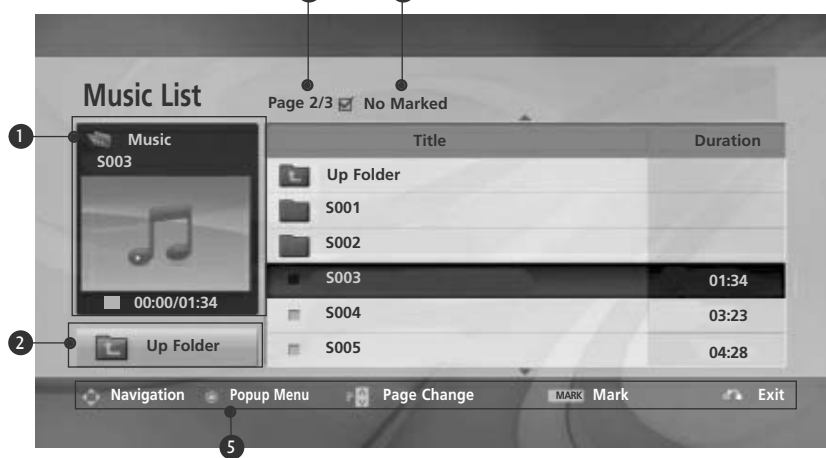 Music List
Page 2/3 No Marked
1
Music
S003
00:00/01:34
2
Up Folder
Title Duration
Up Folder
S001
S002
S003 01:34
S004 03:23
S005 04:28
Navigation Popup Menu P Page Change MARK Mark Exit
5